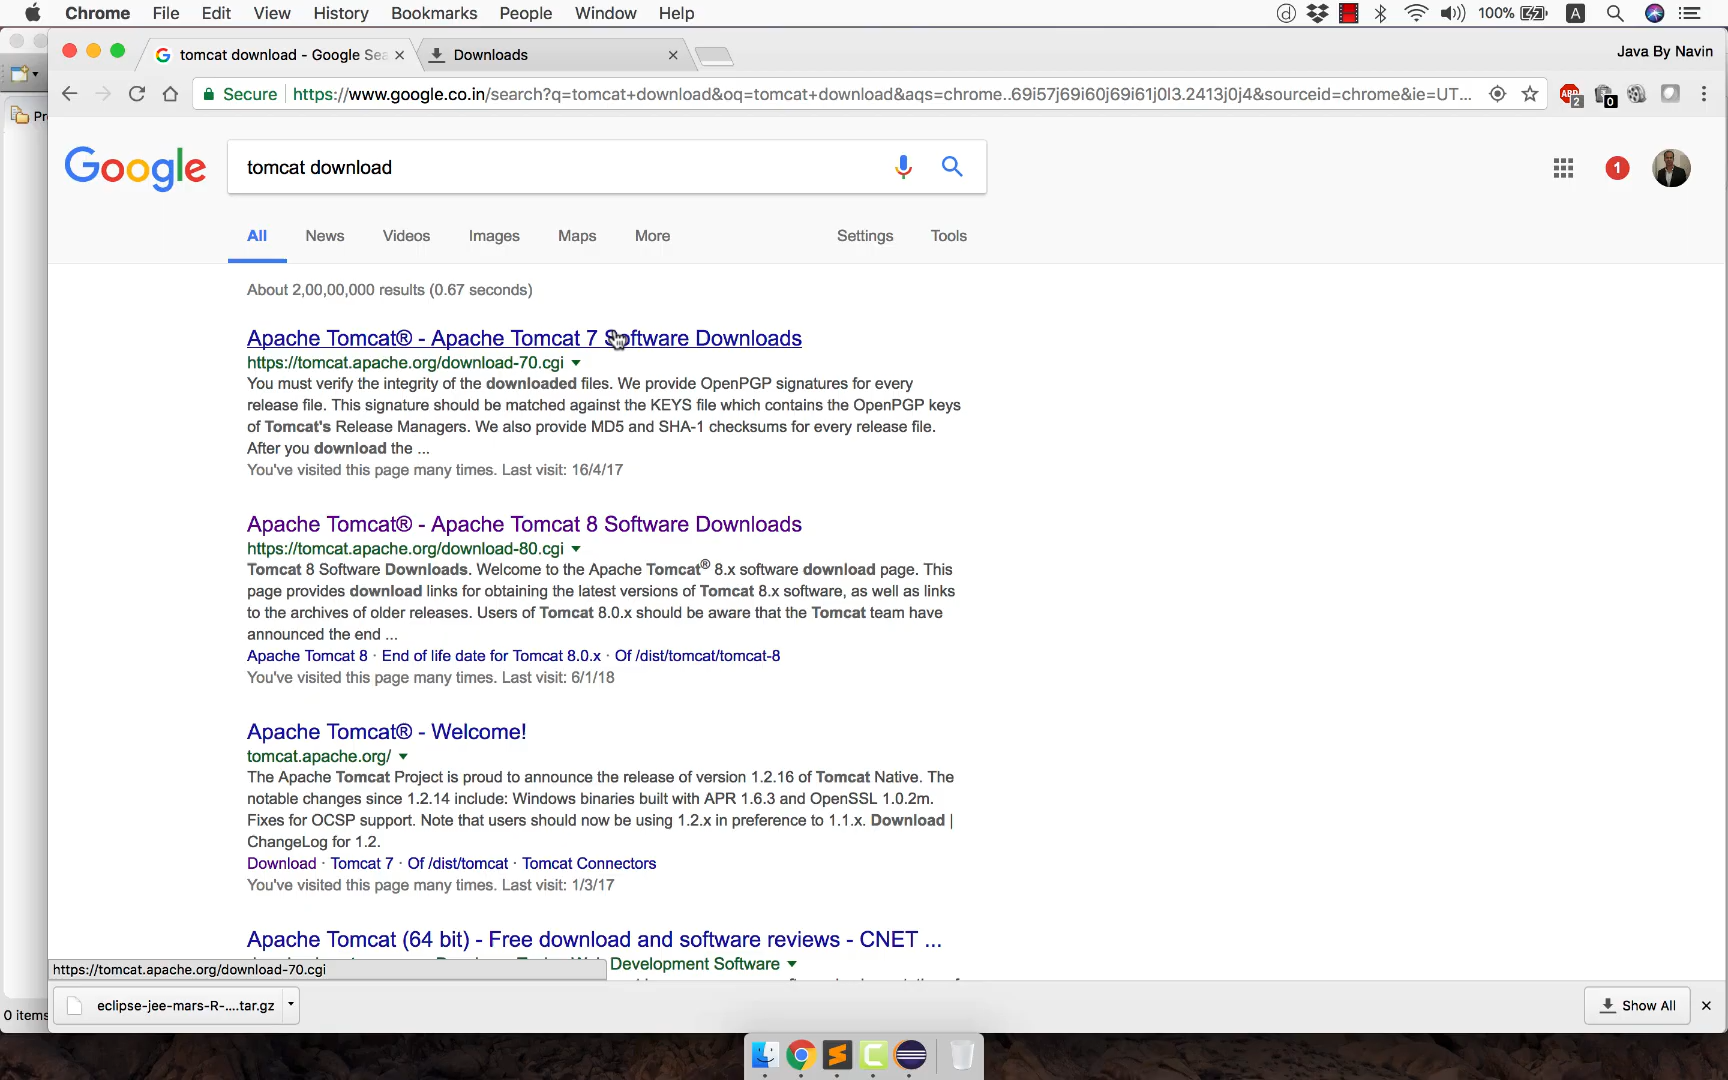 Chrome File Edit View History Bookmarks People Window Help 100% A
tomcat download - Google Sea Downloads Java By Navin
Secure https://www.google.co.in/search?q=tomcat+download&oq=tomcat+download&aqs=chrome..69i57j69i60j69i61j0l3.2413j0j4&sourceid=chrome&ie=UT... ABP 2 0
Pr
Google tomcat download 1
All News Videos Images Maps More Settings Tools
About 2,00,00,000 results (0.67 seconds)
Apache Tomcat® - Apache Tomcat 7 Software Downloads
https://tomcat.apache.org/download-70.cgi
You must verify the integrity of the downloaded files. We provide OpenPGP signatures for every
release file. This signature should be matched against the KEYS file which contains the OpenPGP keys
of Tomcat's Release Managers. We also provide MD5 and SHA-1 checksums for every release file.
After you download the ...
You've visited this page many times. Last visit: 16/4/17
Apache Tomcat® - Apache Tomcat 8 Software Downloads
https://tomcat.apache.org/download-80.cgi
Tomcat 8 Software Downloads. Welcome to the Apache Tomcat® 8.x software download page. This
page provides download links for obtaining the latest versions of Tomcat 8.x software, as well as links
to the archives of older releases. Users of Tomcat 8.0.x should be aware that the Tomcat team have
announced the end ...
Apache Tomcat 8 · End of life date for Tomcat 8.0.x · Of /dist/tomcat/tomcat-8
You've visited this page many times. Last visit: 6/1/18
Apache Tomcat® - Welcome!
tomcat.apache.org/
The Apache Tomcat Project is proud to announce the release of version 1.2.16 of Tomcat Native. The
notable changes since 1.2.14 include: Windows binaries built with APR 1.6.3 and OpenSSL 1.0.2m.
Fixes for OCSP support. Note that users should now be using 1.2.x in preference to 1.1.x. Download |
ChangeLog for 1.2.
Download · Tomcat 7 · Of /dist/tomcat · Tomcat Connectors
You've visited this page many times. Last visit: 1/3/17
Apache Tomcat (64 bit) - Free download and software reviews - CNET ...
Development Software
https://tomcat.apache.org/download-70.cgi
eclipse-jee-mars-R-....tar.gz Show All
0 items